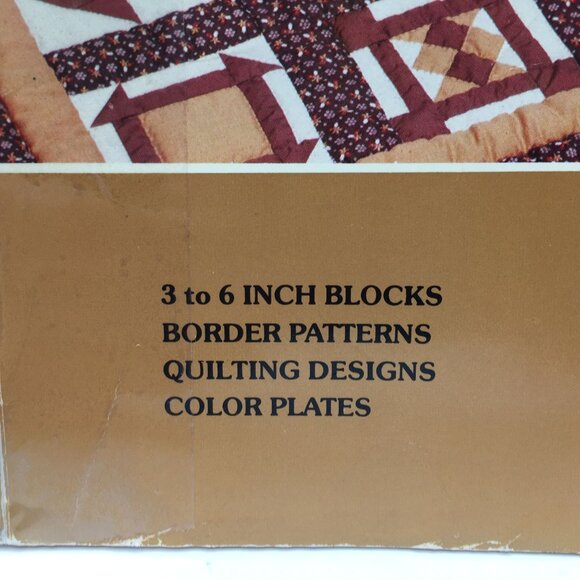 3 to 6 INCH BLOCKS
BORDER PATTERNS
QUILTING DESIGNS
COLOR PLATES